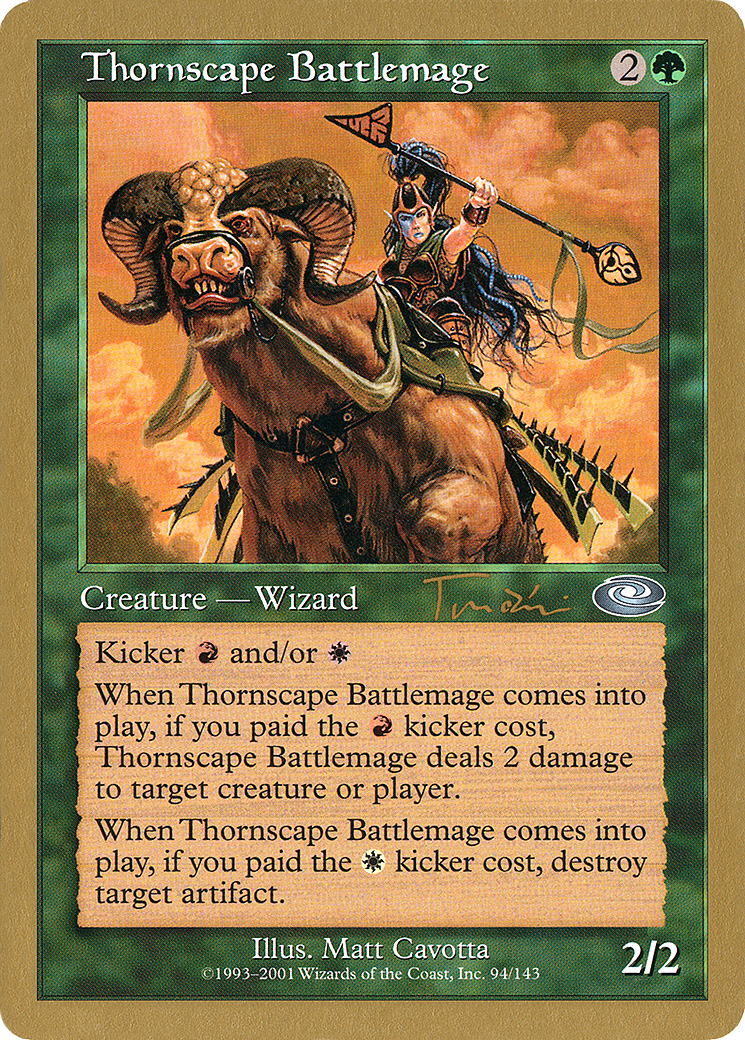 Thornscape Battlemage 2
Creature — Wizard
Kicker and/or
When Thornscape Battlemage comes into
play, if you paid the kicker cost,
Thornscape Battlemage deals 2 damage
to target creature or player.
When Thornscape Battlemage comes into
play, if you paid the kicker cost, destroy
target artifact.
Illus. Matt Cavotta
©1993–2001 Wizards of the Coast, Inc. 94/143
2/2